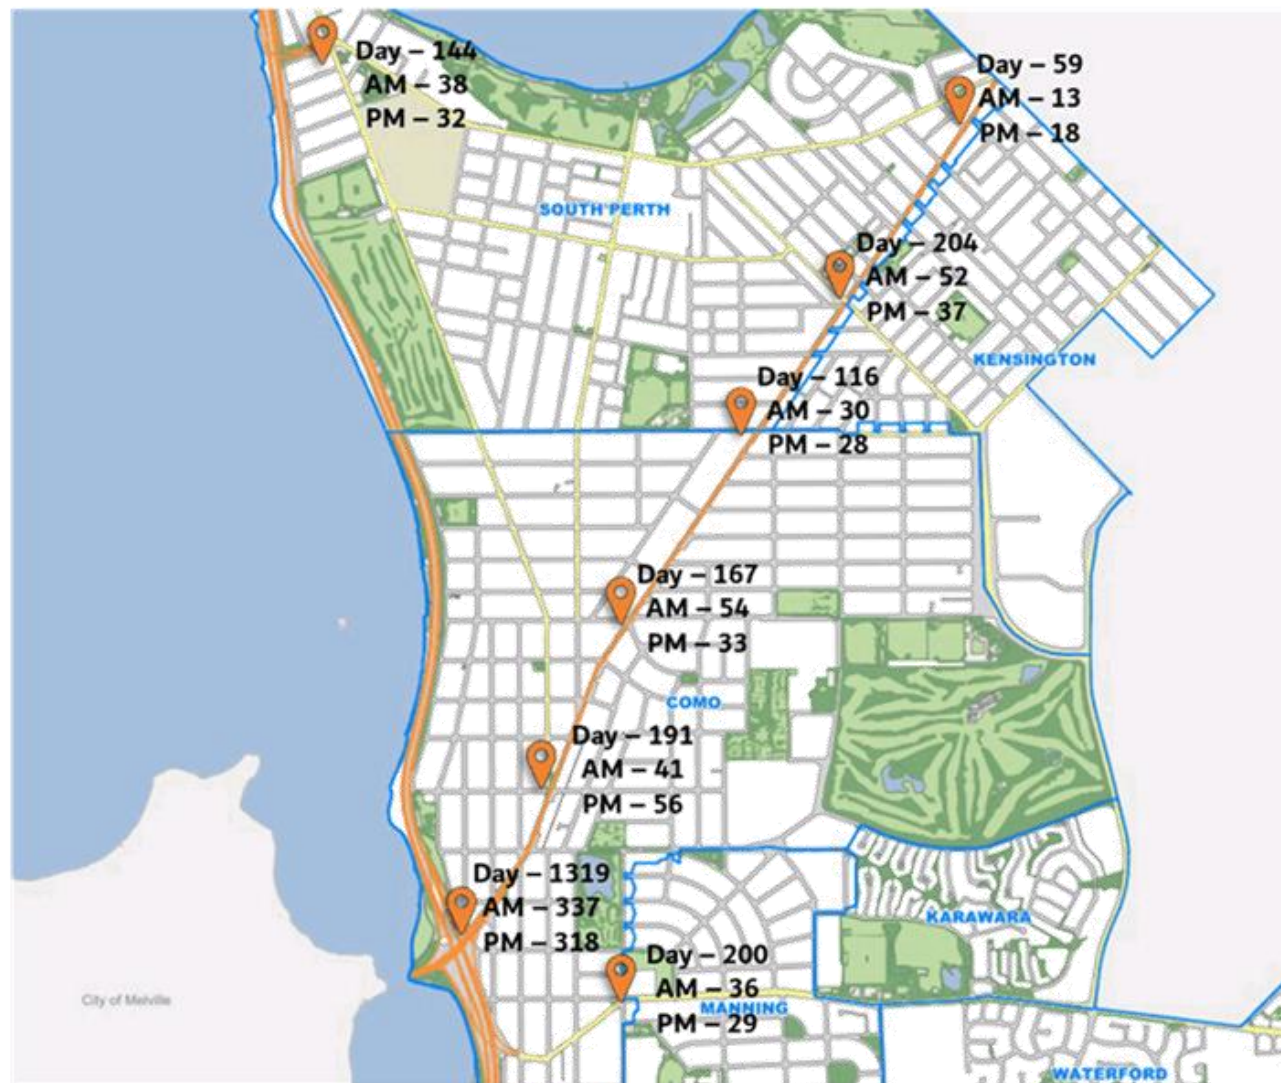 Day – 144
AM – 38
PM – 32
Day – 59
AM – 13
PM – 18
SOUTH PERTH
Day – 204
AM – 52
PM – 37
KENSINGTON
Day – 116
AM – 30
PM – 28
Day – 167
AM – 54
PM – 33
COMO
Day – 191
AM – 41
PM – 56
Day – 1319
AM – 337
PM – 318
KARAWARA
Day – 200
AM – 36
PM – 29
MANNING
City of Melville
WATERFORD